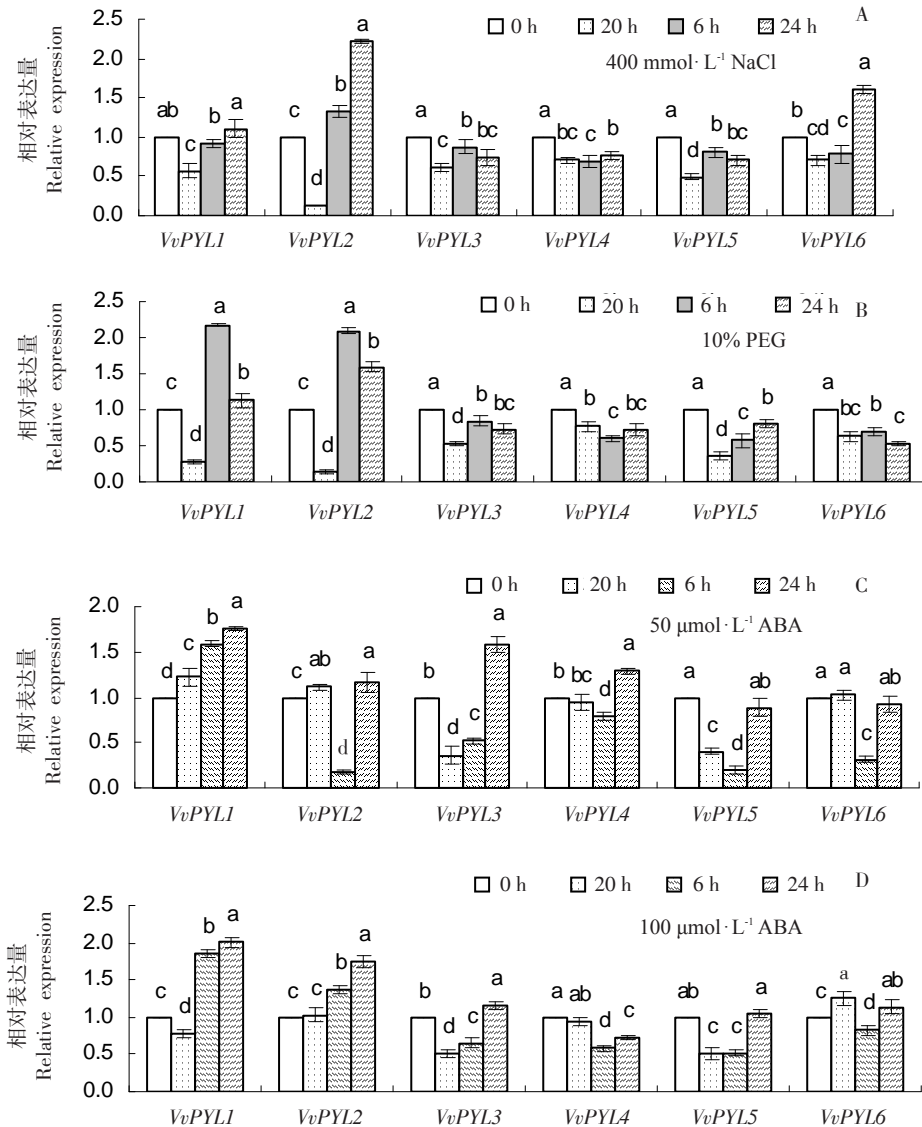 0 h 20 h 6 h 24 h A
400 mmol·L⁻¹ NaCl
相对表达量
Relative expression
2.5
2.0
1.5
1.0
0.5
0.0
ab c b a
c d b a
a c b bc
a bc c b
a d b bc
b cd c a
VvPYL1 VvPYL2 VvPYL3 VvPYL4 VvPYL5 VvPYL6
0 h 20 h 6 h 24 h B
10% PEG
相对表达量
Relative expression
2.5
2.0
1.5
1.0
0.5
0.0
c d a b
c d a b
a d b bc
a b c bc
a d c b
a bc b c
VvPYL1 VvPYL2 VvPYL3 VvPYL4 VvPYL5 VvPYL6
0 h 20 h 6 h 24 h C
50 μmol·L⁻¹ ABA
相对表达量
Relative expression
2.0
1.5
1.0
0.5
0.0
d c b a
c ab d a
b d c a
b bc d a
a c d ab
a a c ab
VvPYL1 VvPYL2 VvPYL3 VvPYL4 VvPYL5 VvPYL6
0 h 20 h 6 h 24 h D
100 μmol·L⁻¹ ABA
相对表达量
Relative expression
2.5
2.0
1.5
1.0
0.5
0.0
c d b a
c c b a
b d c a
a ab d c
ab c c a
c a d ab
VvPYL1 VvPYL2 VvPYL3 VvPYL4 VvPYL5 VvPYL6